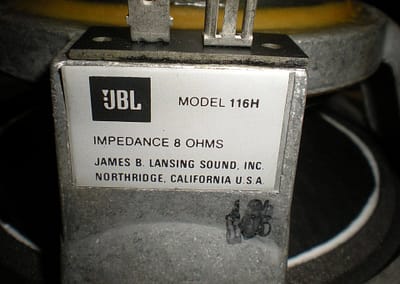 JBL MODEL 116H
IMPEDANCE 8 OHMS
JAMES B. LANSING SOUND, INC.
NORTHRIDGE, CALIFORNIA U.S.A.